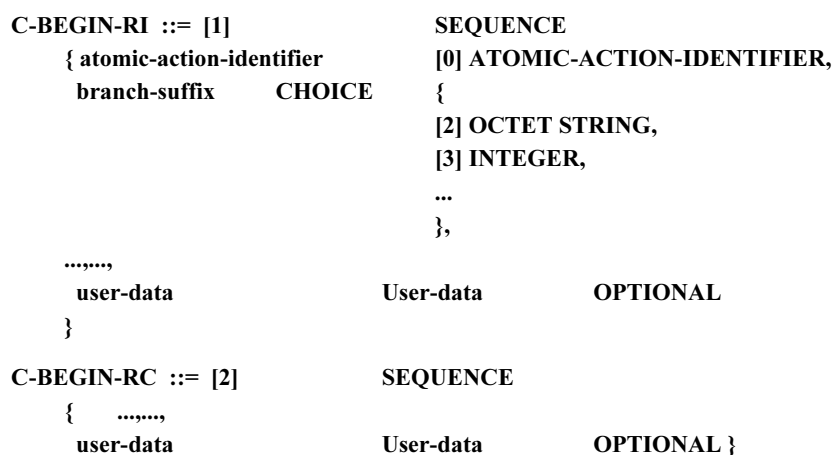 C-BEGIN-RI ::= [1] SEQUENCE
{ atomic-action-identifier [0] ATOMIC-ACTION-IDENTIFIER,
branch-suffix CHOICE {
[2] OCTET STRING,
[3] INTEGER,
...
},
...,...,
user-data User-data OPTIONAL
}
C-BEGIN-RC ::= [2] SEQUENCE
{ ...,...,
user-data User-data OPTIONAL }